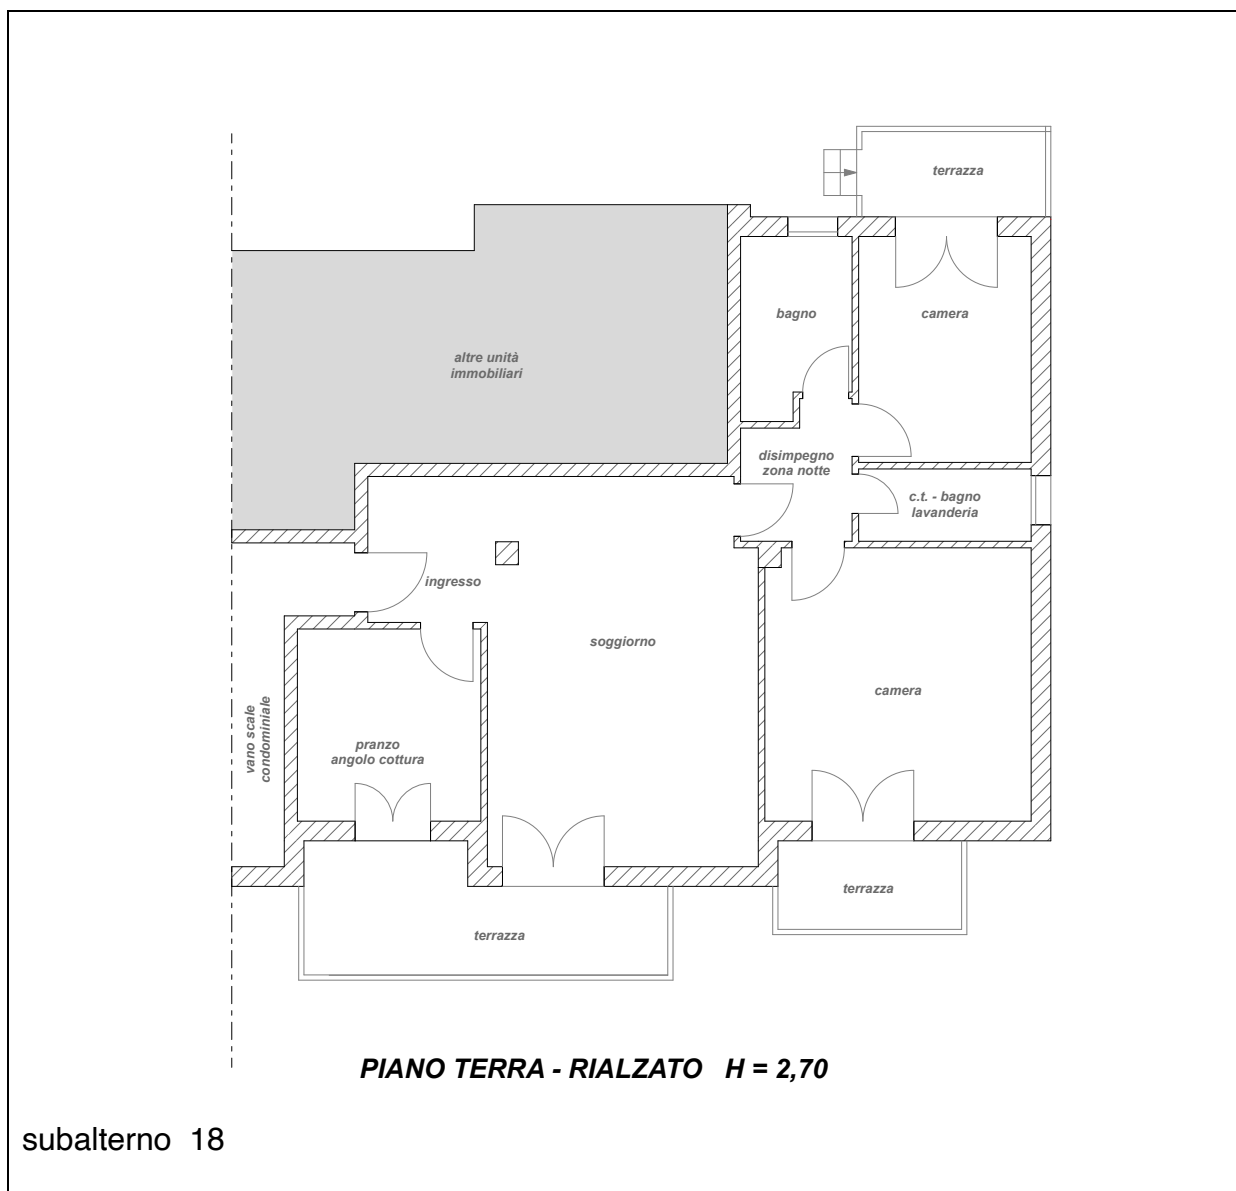 terrazza
bagno
camera
altre unità
immobiliari
disimpegno
zona notte
c.t. - bagno
lavanderia
ingresso
soggiorno
camera
vano scale
condominiale
pranzo
angolo cottura
terrazza
terrazza
PIANO TERRA - RIALZATO H = 2,70
subalterno 18